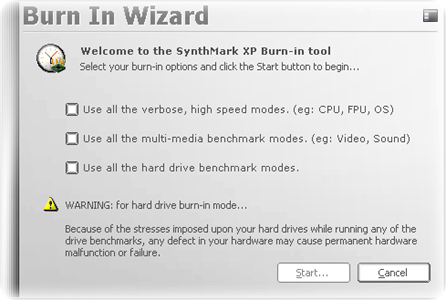 Burn In Wizard
Welcome to the SynthMark XP Burn-in tool
Select your burn-in options and click the Start button to begin...
Use all the verbose, high speed modes. (eg: CPU, FPU, OS)
Use all the multi-media benchmark modes. (eg: Video, Sound)
Use all the hard drive benchmark modes.
WARNING: for hard drive burn-in mode...
Because of the stresses imposed upon your hard drives while running any of the
drive benchmarks, any defect in your hardware may cause permanent hardware
malfunction or failure.
Start... Cancel